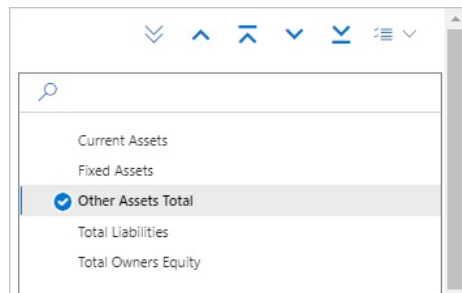 Current Assets
Fixed Assets
Other Assets Total
Total Liabilities
Total Owners Equity